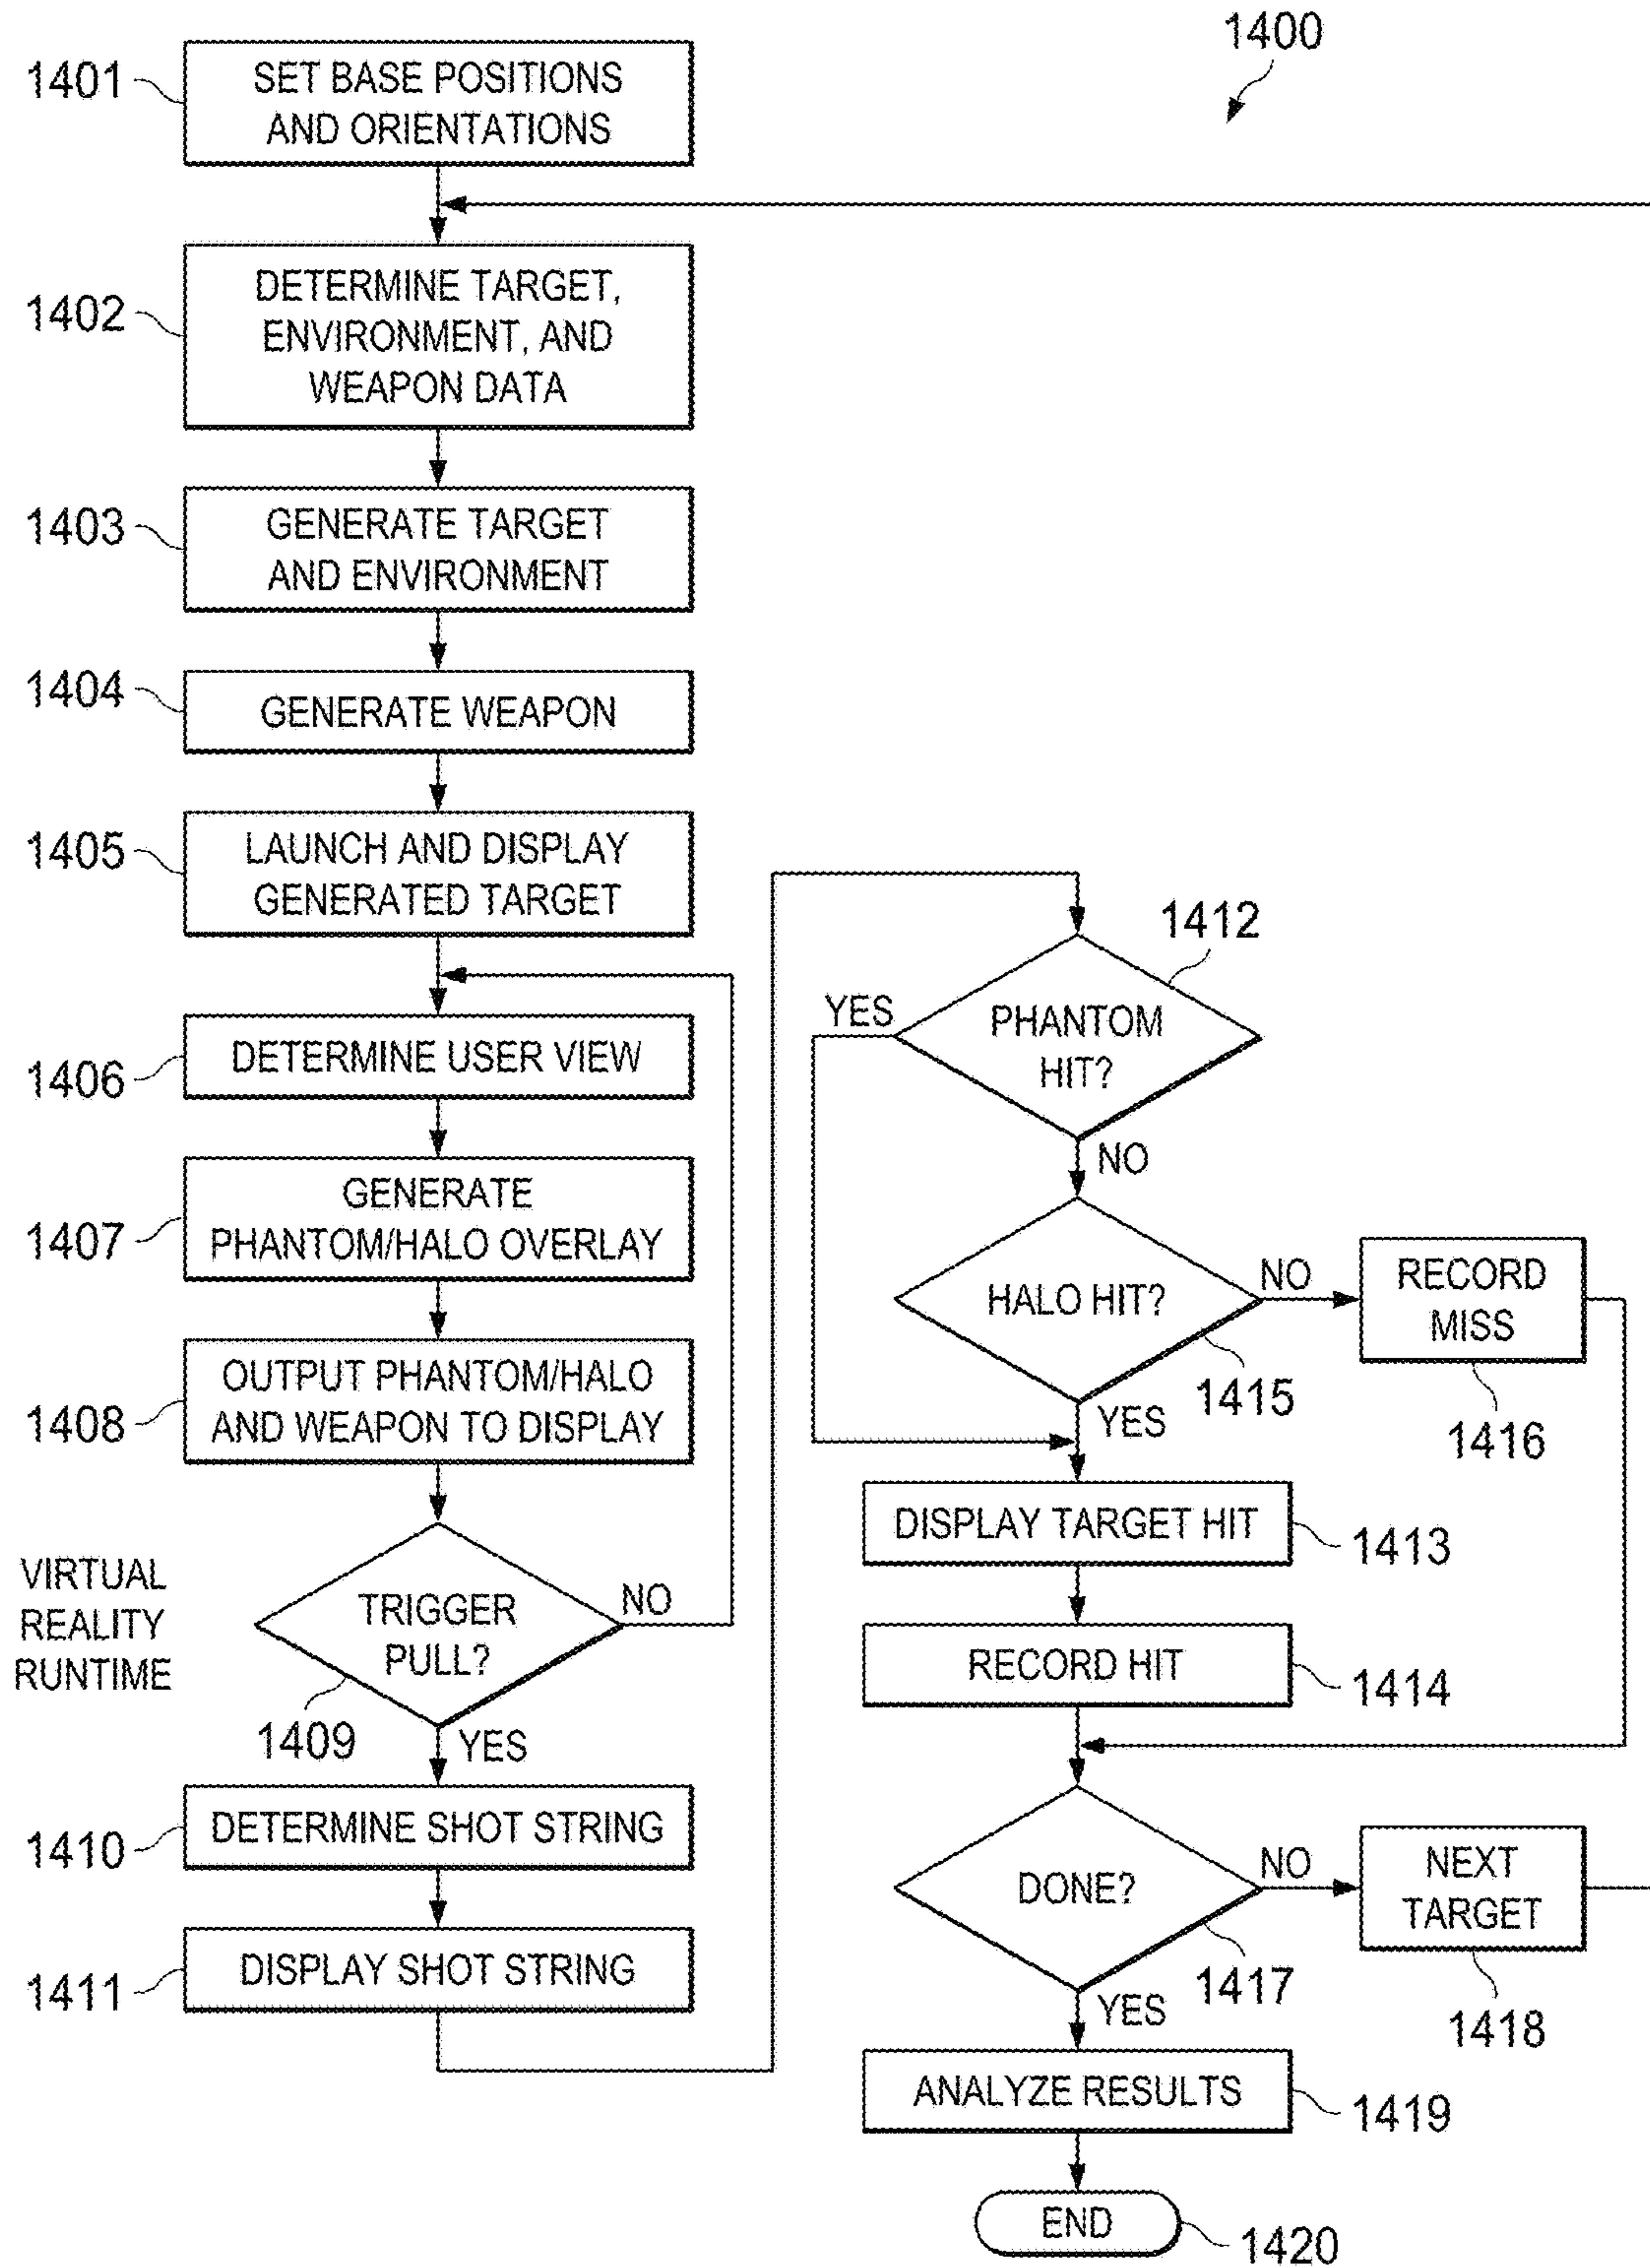 1400
1401
SET BASE POSITIONS
AND ORIENTATIONS
1402
DETERMINE TARGET,
ENVIRONMENT, AND
WEAPON DATA
1403
GENERATE TARGET
AND ENVIRONMENT
1404
GENERATE WEAPON
1405
LAUNCH AND DISPLAY
GENERATED TARGET
1406
DETERMINE USER VIEW
1407
GENERATE
PHANTOM/HALO OVERLAY
1408
OUTPUT PHANTOM/HALO
AND WEAPON TO DISPLAY
VIRTUAL
REALITY
RUNTIME
TRIGGER
PULL?
NO
1409
YES
1410
DETERMINE SHOT STRING
1411
DISPLAY SHOT STRING
1412
YES
PHANTOM
HIT?
NO
HALO HIT?
NO
RECORD
MISS
1415
1416
YES
DISPLAY TARGET HIT
1413
RECORD HIT
1414
DONE?
NO
NEXT
TARGET
1417
1418
YES
ANALYZE RESULTS
1419
END
1420